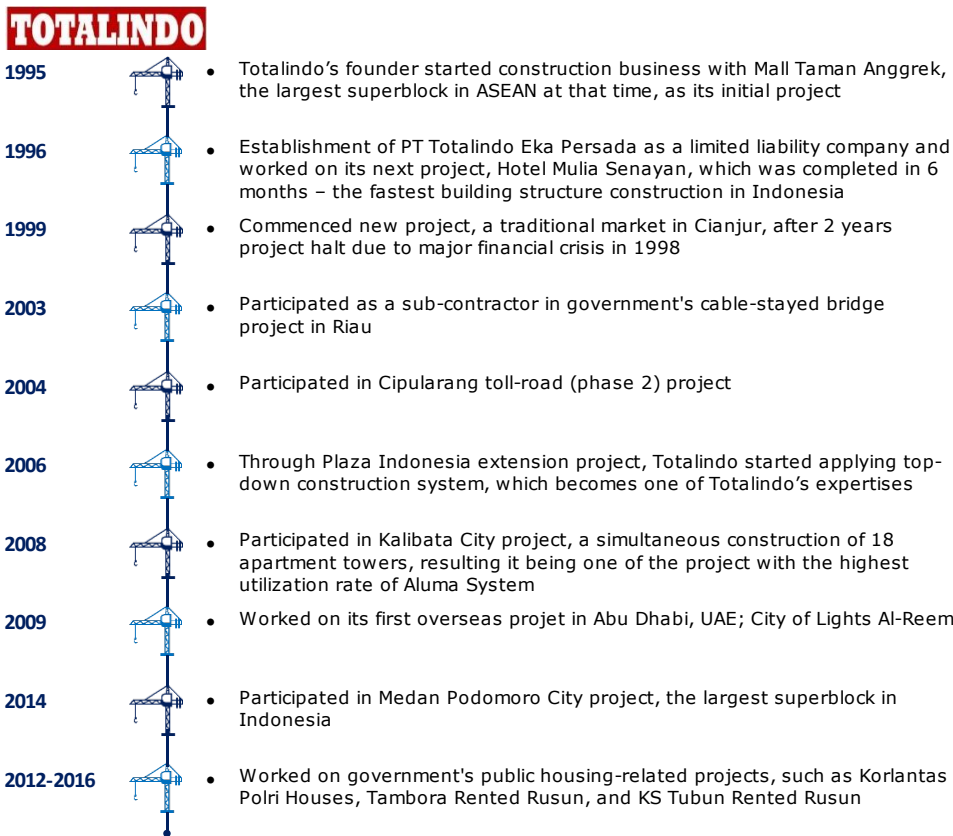 TOTALINDO
1995
• Totalindo’s founder started construction business with Mall Taman Anggrek,
the largest superblock in ASEAN at that time, as its initial project
1996
• Establishment of PT Totalindo Eka Persada as a limited liability company and
worked on its next project, Hotel Mulia Senayan, which was completed in 6
months – the fastest building structure construction in Indonesia
1999
• Commenced new project, a traditional market in Cianjur, after 2 years
project halt due to major financial crisis in 1998
2003
• Participated as a sub-contractor in government's cable-stayed bridge
project in Riau
2004
• Participated in Cipularang toll-road (phase 2) project
2006
• Through Plaza Indonesia extension project, Totalindo started applying top-
down construction system, which becomes one of Totalindo’s expertises
2008
• Participated in Kalibata City project, a simultaneous construction of 18
apartment towers, resulting it being one of the project with the highest
utilization rate of Aluma System
2009
• Worked on its first overseas projet in Abu Dhabi, UAE; City of Lights Al-Reem
2014
• Participated in Medan Podomoro City project, the largest superblock in
Indonesia
2012-2016
• Worked on government's public housing-related projects, such as Korlantas
Polri Houses, Tambora Rented Rusun, and KS Tubun Rented Rusun